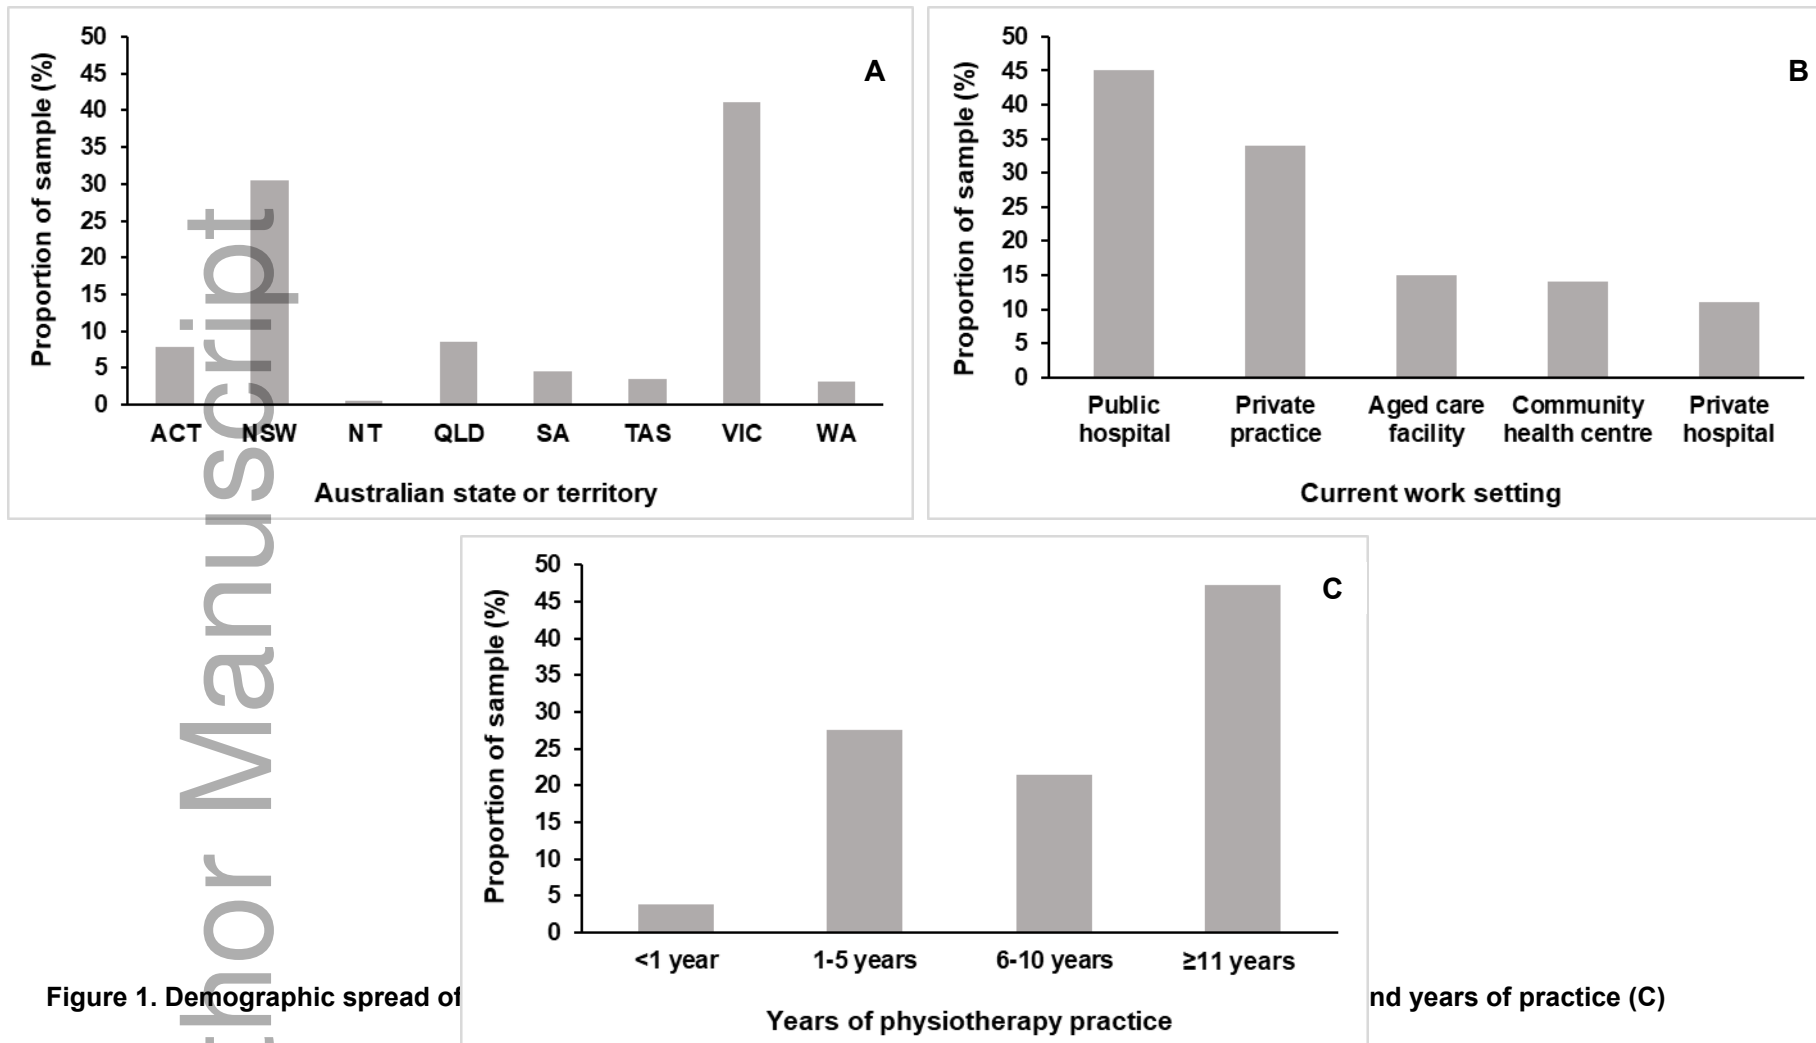 50
45
40
35
30
25
20
15
10
5
0
Proportion of sample (%)
A
ACT NSW NT QLD SA TAS VIC WA
Australian state or territory
50
45
40
35
30
25
20
15
10
5
0
Proportion of sample (%)
B
Public hospital
Private practice
Aged care facility
Community health centre
Private hospital
Current work setting
50
45
40
35
30
25
20
15
10
5
0
Proportion of sample (%)
C
<1 year 1-5 years 6-10 years ≥11 years
Years of physiotherapy practice
Figure 1. Demographic spread of
nd years of practice (C)
hor Manuscript